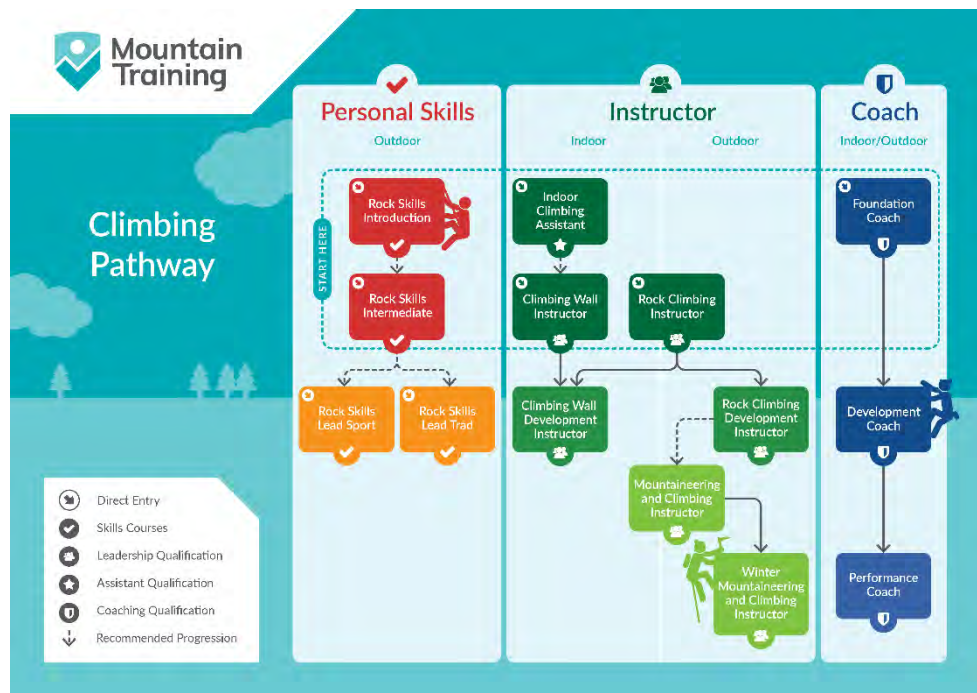 Mountain
Training
Climbing
Pathway
Personal Skills
Outdoor
Instructor
Indoor
Outdoor
Coach
Indoor/Outdoor
START HERE
Rock Skills
Introduction
Indoor
Climbing
Assistant
Foundation
Coach
Rock Skills
Intermediate
Climbing Wall
Instructor
Rock Climbing
Instructor
Rock Skills
Lead Sport
Rock Skills
Lead Trad
Climbing Wall
Development
Instructor
Rock Climbing
Development
Instructor
Development
Coach
Mountaineering
and Climbing
Instructor
Winter
Mountaineering
and Climbing
Instructor
Performance
Coach
Direct Entry
Skills Courses
Leadership Qualification
Assistant Qualification
Coaching Qualification
Recommended Progression